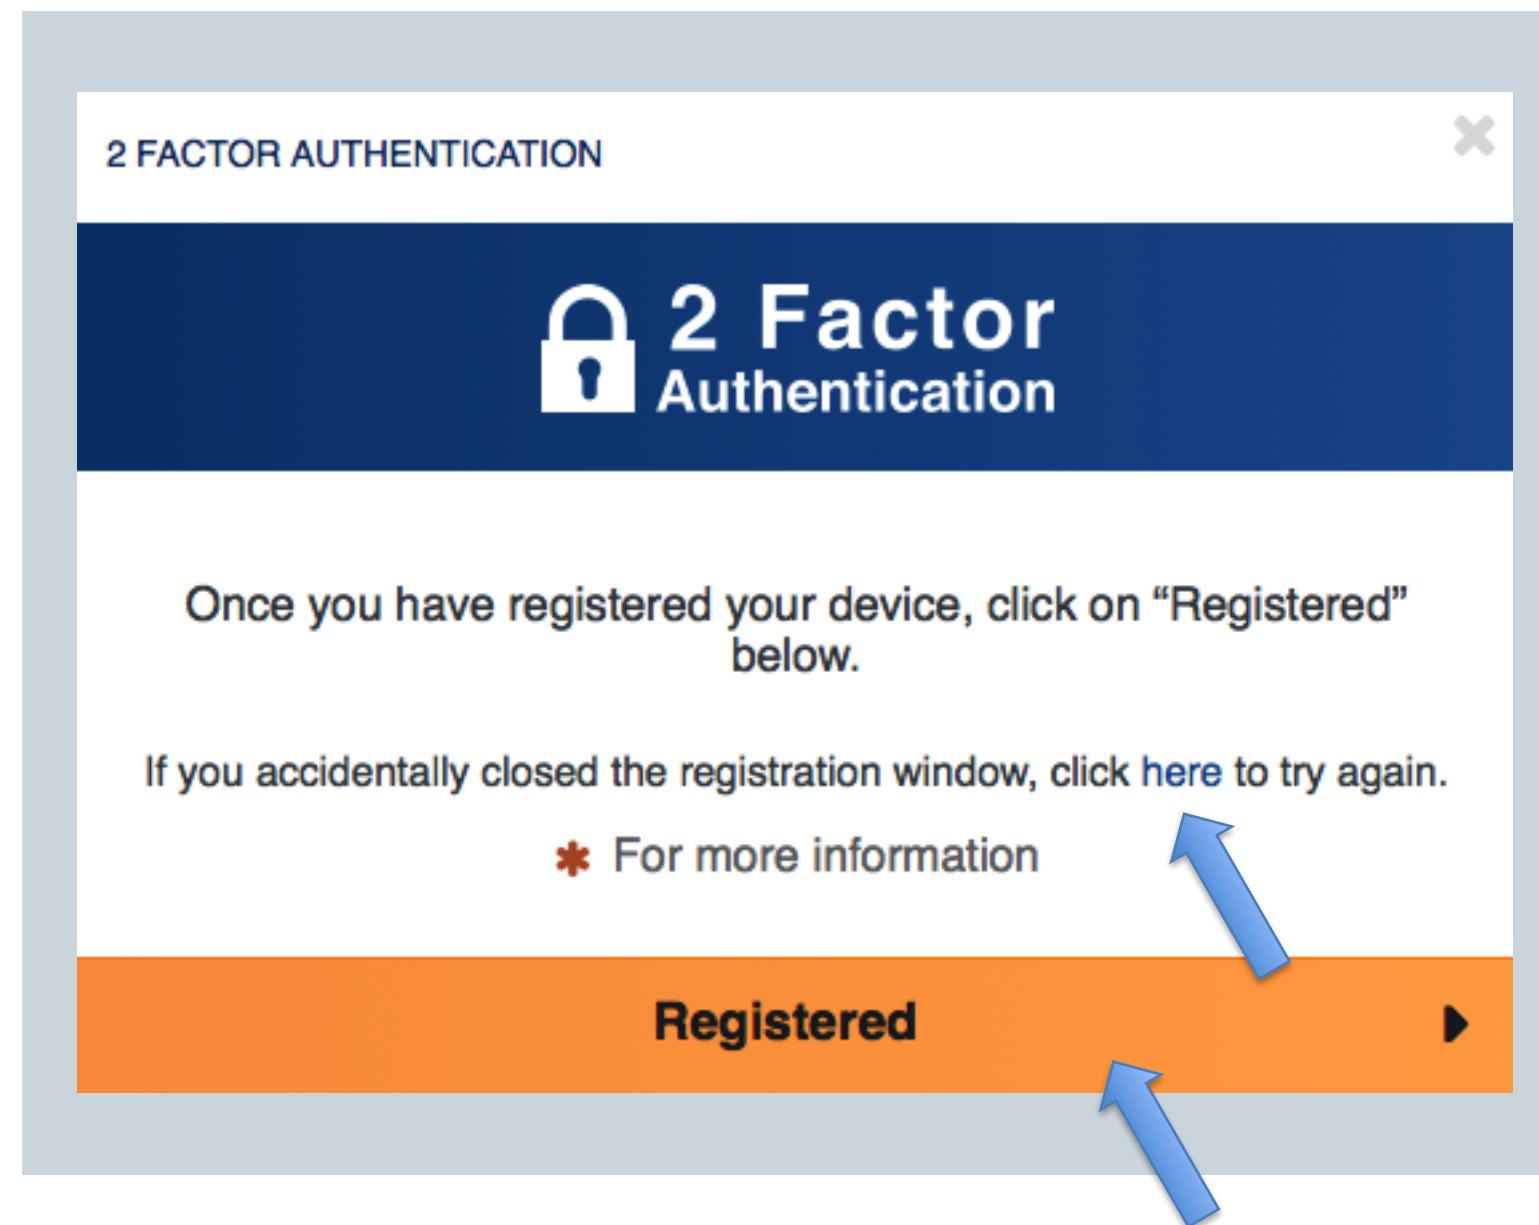 2 FACTOR AUTHENTICATION
2 Factor
Authentication
Once you have registered your device, click on “Registered”
below.
If you accidentally closed the registration window, click here to try again.
✱ For more information
Registered